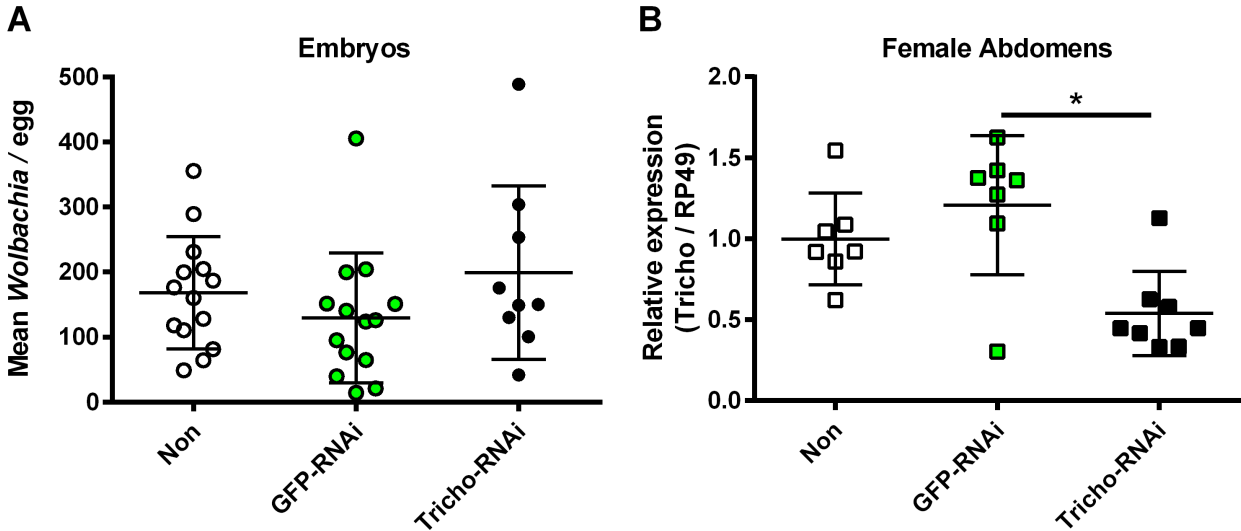 A
Embryos
Mean Wolbachia / egg
500
400
300
200
100
0
Non
GFP-RNAi
Tricho-RNAi
B
Female Abdomens
Relative expression
(Tricho / RP49)
2.0
1.5
1.0
0.5
0.0
*
Non
GFP-RNAi
Tricho-RNAi